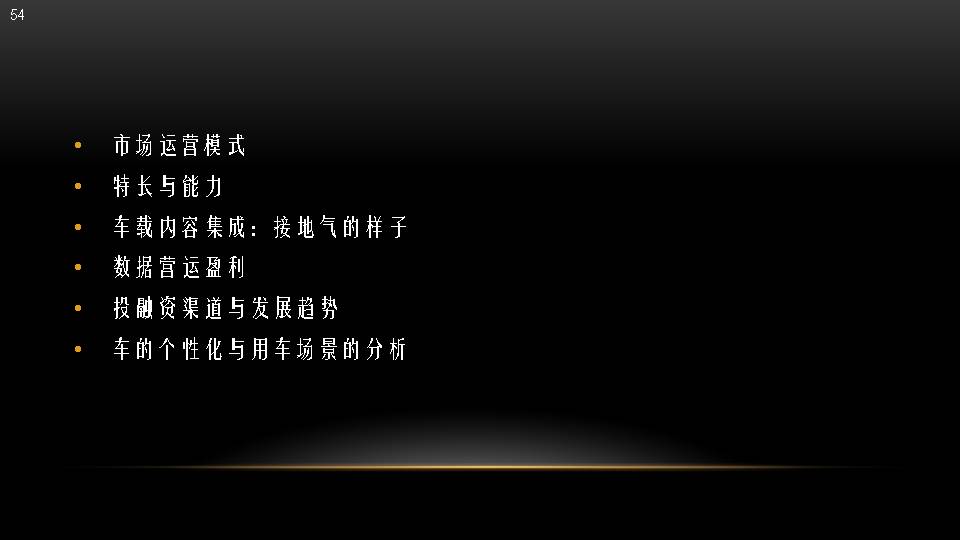 54
• 市场运营模式
• 特长与能力
• 车载内容集成：接地气的样子
• 数据营运盈利
• 投融资渠道与发展趋势
• 车的个性化与用车场景的分析